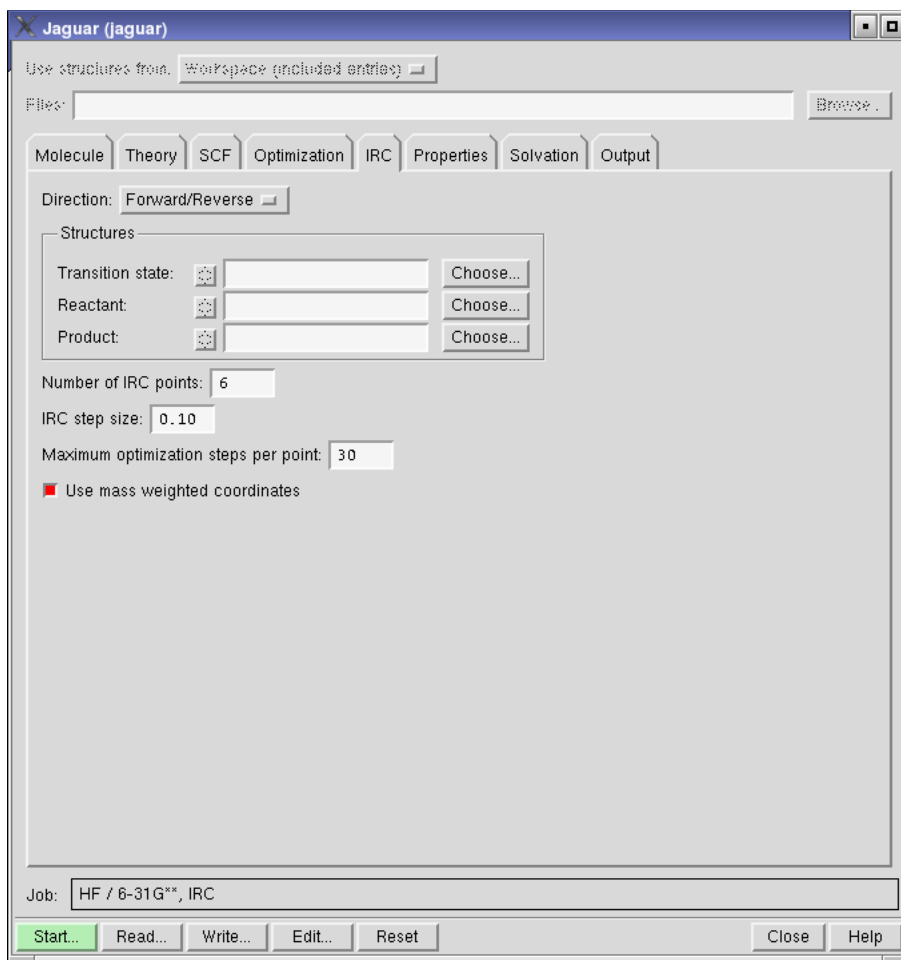 Jaguar (jaguar)
Use structures from: Workspace (included entries)
Files: Browse...
Molecule Theory SCF Optimization IRC Properties Solvation Output
Direction: Forward/Reverse
Structures
Transition state: Choose...
Reactant: Choose...
Product: Choose...
Number of IRC points: 6
IRC step size: 0.10
Maximum optimization steps per point: 30
Use mass weighted coordinates
Job: HF / 6-31G**, IRC
Start... Read... Write... Edit... Reset Close Help